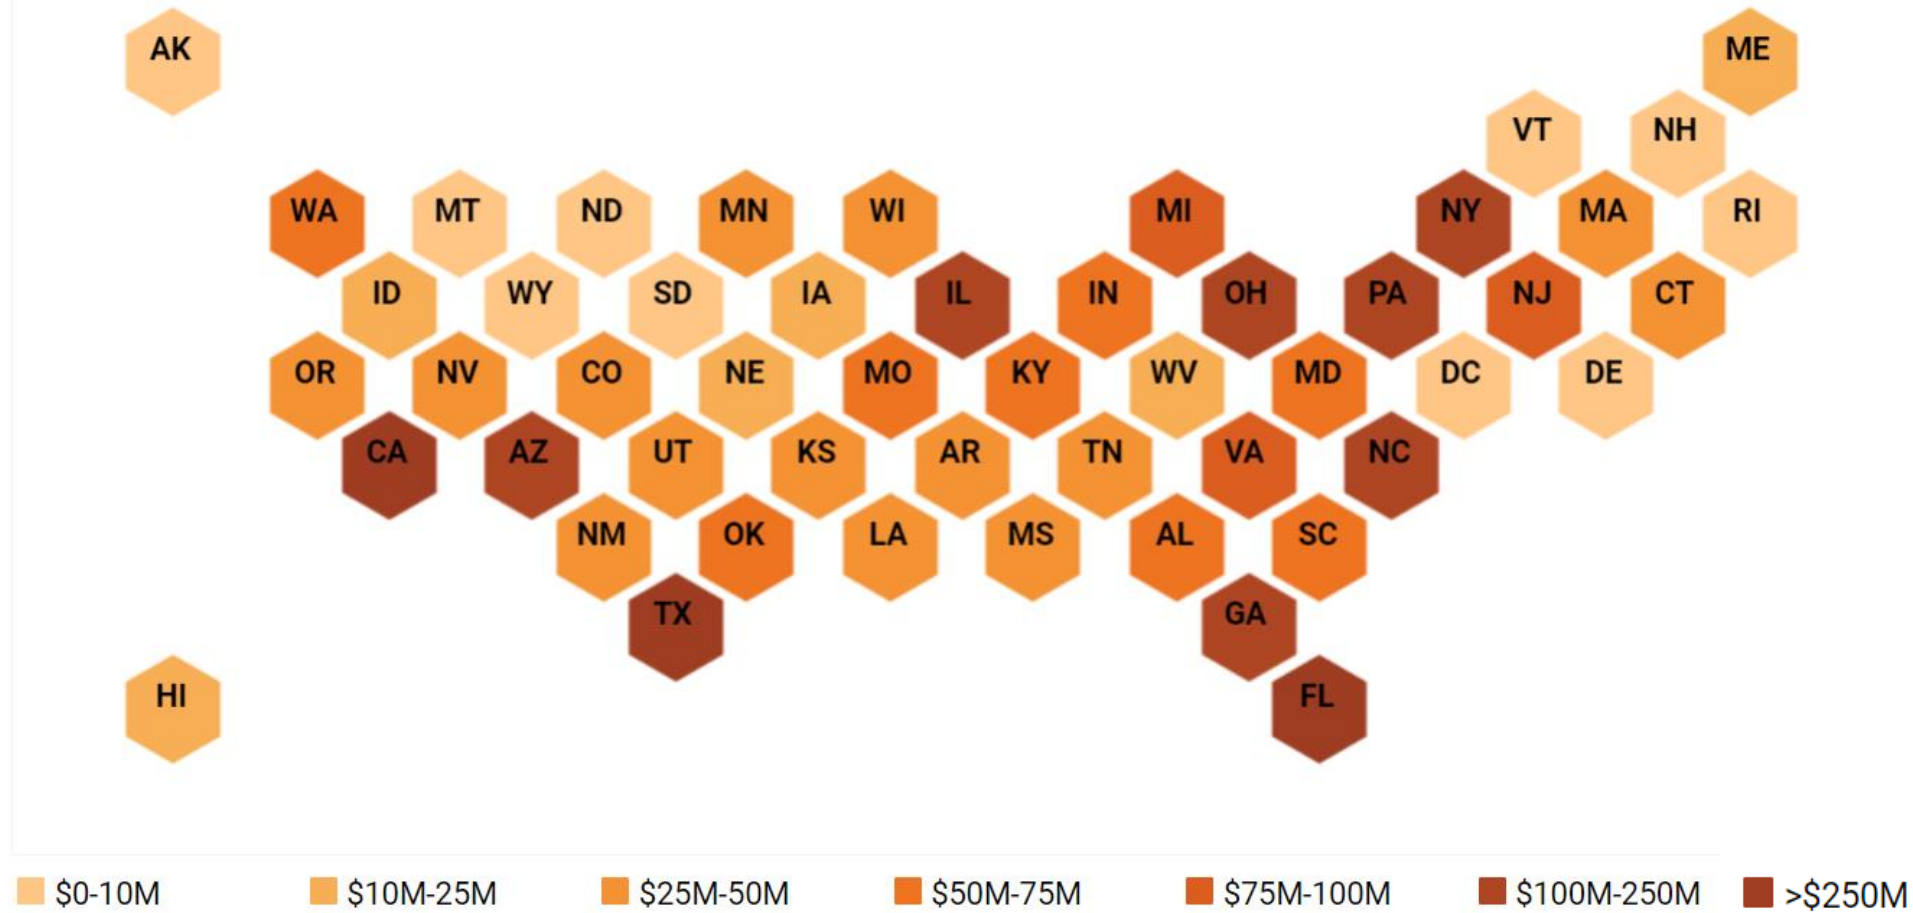 AK ME
VT NH
WA MT ND MN WI MI NY MA RI
ID WY SD IA IL IN OH PA NJ CT
OR NV CO NE MO KY WV MD DC DE
CA AZ UT KS AR TN VA NC
NM OK LA MS AL SC
TX GA
HI FL
$0-10M $10M-25M $25M-50M $50M-75M $75M-100M $100M-250M >$250M